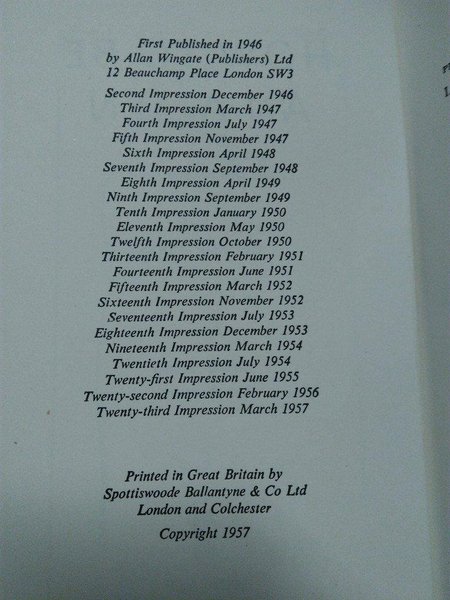 First Published in 1946
by Allan Wingate (Publishers) Ltd
12 Beauchamp Place London SW3
Second Impression December 1946
Third Impression March 1947
Fourth Impression July 1947
Fifth Impression November 1947
Sixth Impression April 1948
Seventh Impression September 1948
Eighth Impression April 1949
Ninth Impression September 1949
Tenth Impression January 1950
Eleventh Impression May 1950
Twelfth Impression October 1950
Thirteenth Impression February 1951
Fourteenth Impression June 1951
Fifteenth Impression March 1952
Sixteenth Impression November 1952
Seventeenth Impression July 1953
Eighteenth Impression December 1953
Nineteenth Impression March 1954
Twentieth Impression July 1954
Twenty-first Impression June 1955
Twenty-second Impression February 1956
Twenty-third Impression March 1957
Printed in Great Britain by
Spottiswoode Ballantyne & Co Ltd
London and Colchester
Copyright 1957